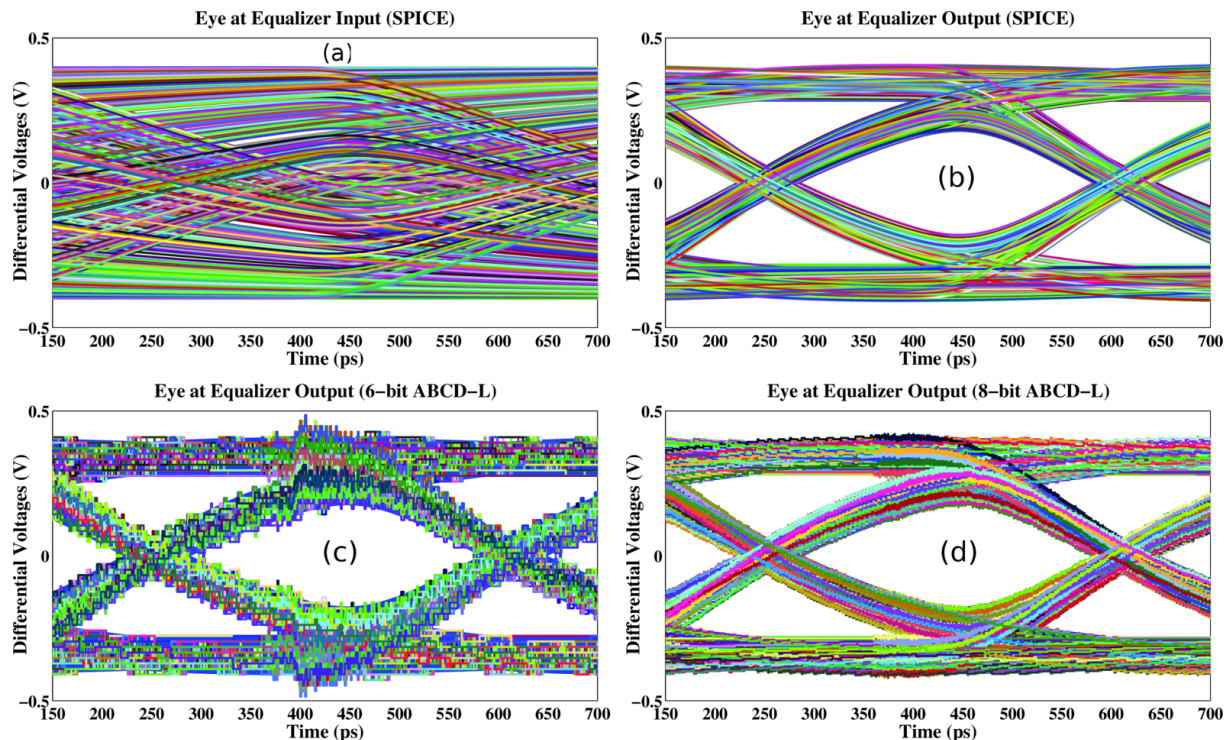 Eye at Equalizer Input (SPICE)
0.5
0
−0.5
Differential Voltages (V)
(a)
150 200 250 300 350 400 450 500 550 600 650 700
Time (ps)
Eye at Equalizer Output (SPICE)
0.5
0
−0.5
Differential Voltages (V)
(b)
150 200 250 300 350 400 450 500 550 600 650 700
Time (ps)
Eye at Equalizer Output (6−bit ABCD−L)
0.5
0
−0.5
Differential Voltages (V)
(c)
150 200 250 300 350 400 450 500 550 600 650 700
Time (ps)
Eye at Equalizer Output (8−bit ABCD−L)
0.5
0
−0.5
Differential Voltages (V)
(d)
150 200 250 300 350 400 450 500 550 600 650 700
Time (ps)